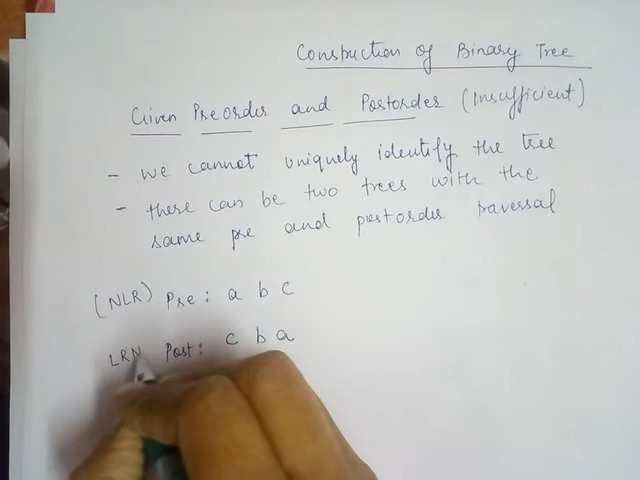 Construction of Binary Tree
Given Preorder and Postorder (Insufficient)
- we cannot uniquely identify the tree
- there can be two trees with the
same pre and postorder traversal
(NLR) Pre: a b c
LRN Post: c b a